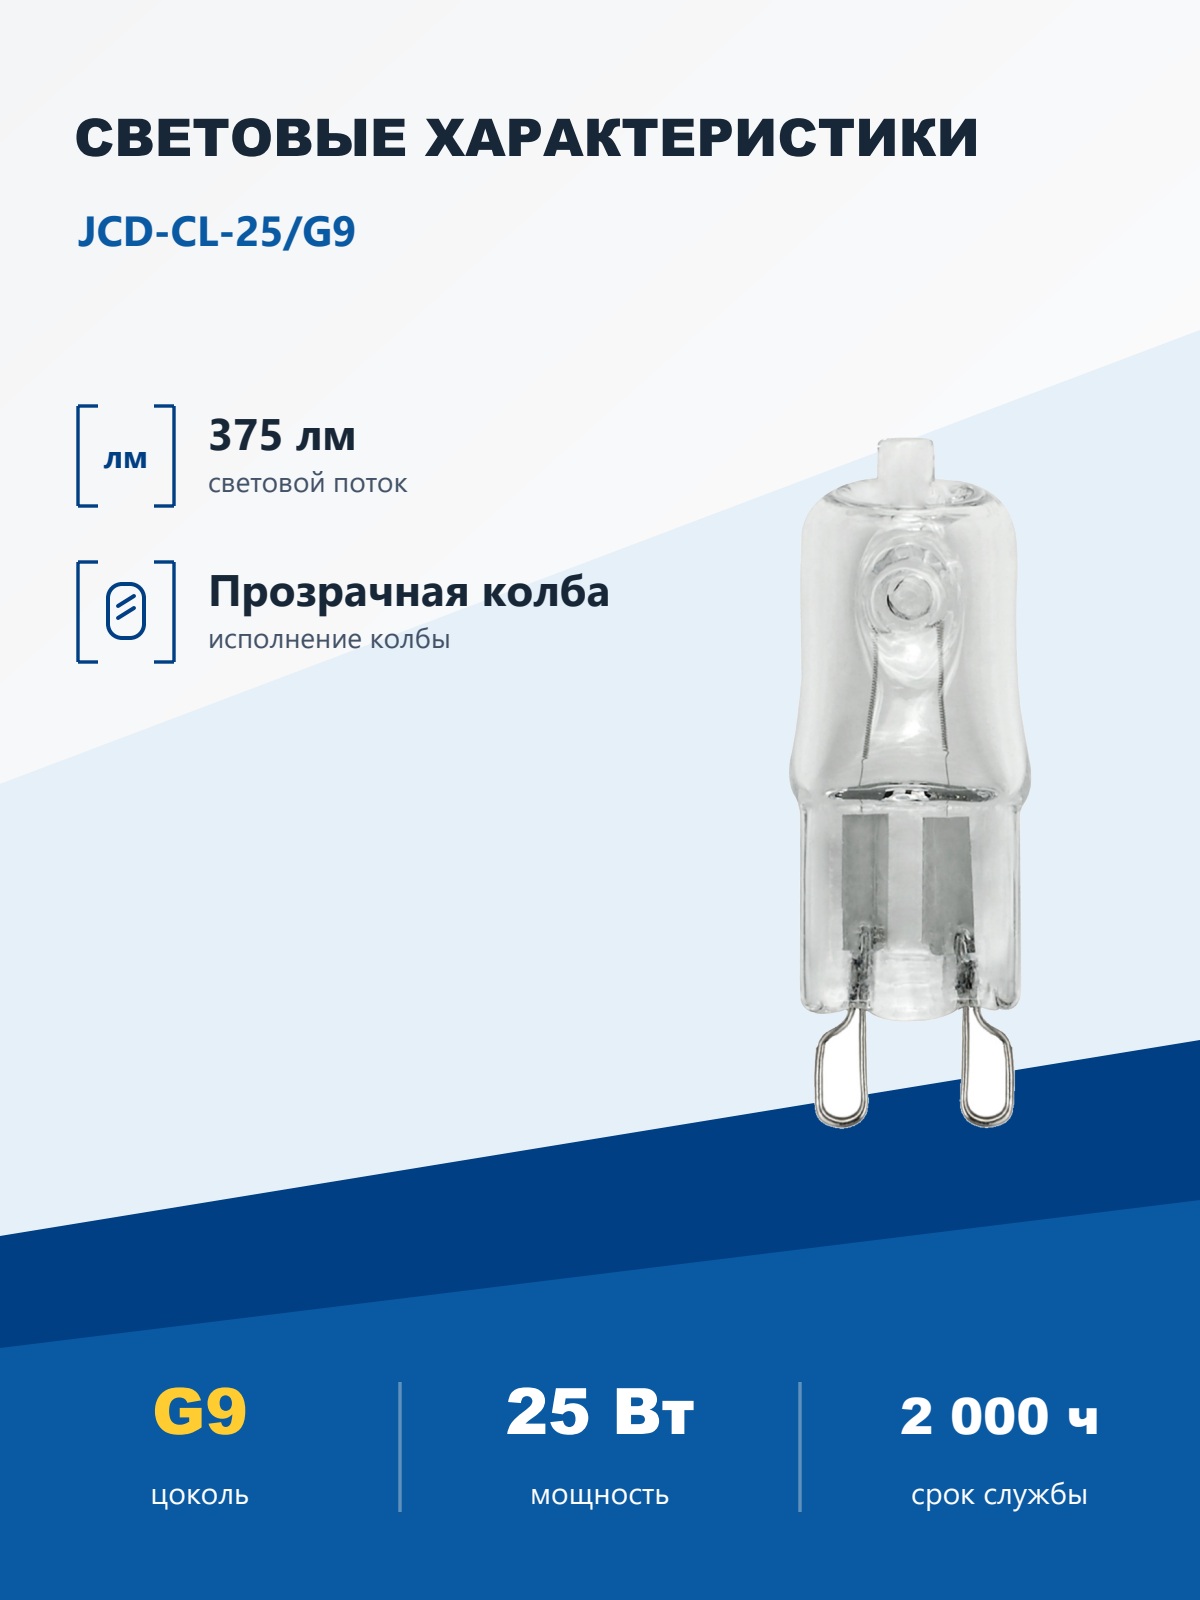 СВЕТОВЫЕ ХАРАКТЕРИСТИКИ
JCD-CL-25/G9
лм
375 лм
световой поток
Прозрачная колба
исполнение колбы
G9
цоколь
25 Вт
мощность
2 000 ч
срок службы